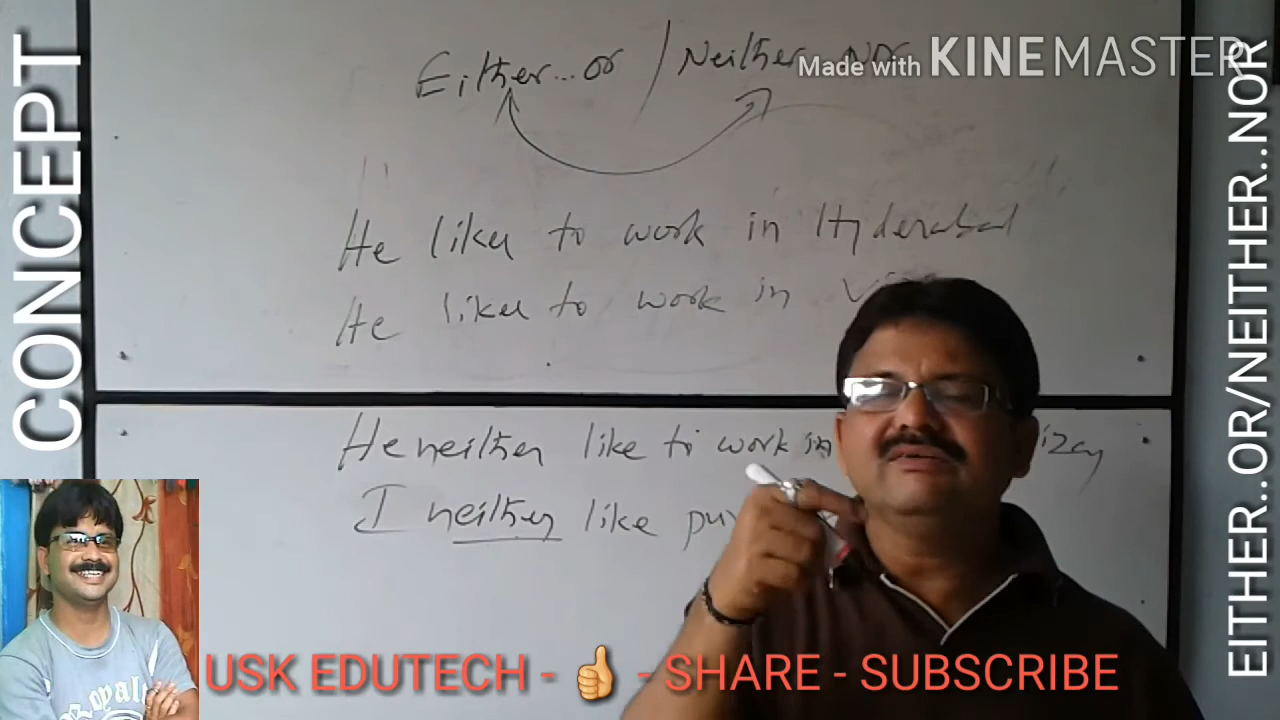 CONCEPT
Either...or / Neither nor
Made with KINEMASTER
He likes to work in Hyderabad
He likes to work in
He neither like to work in
I neither like
USK EDUTECH - 👍 - SHARE - SUBSCRIBE
EITHER..OR/NEITHER..NOR